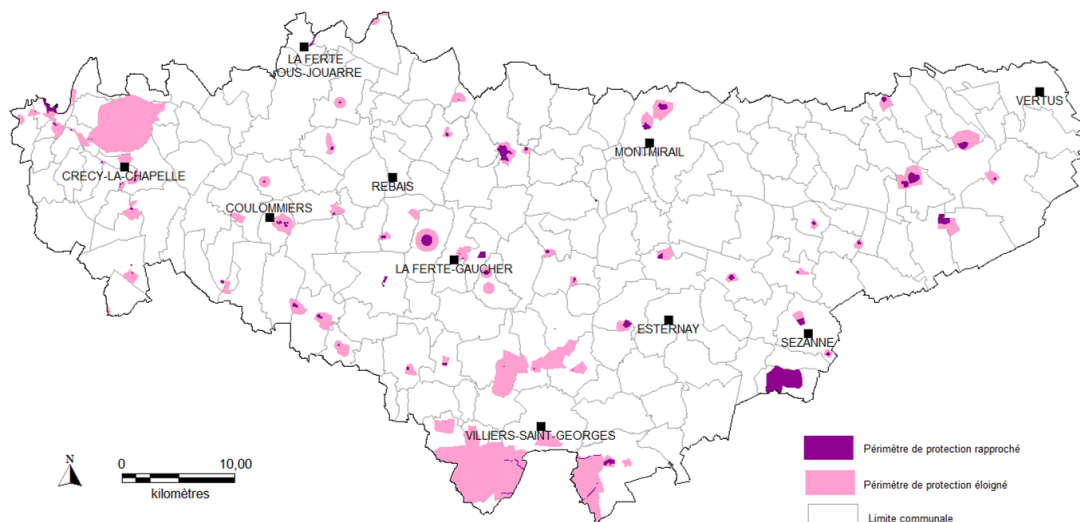 LA FERTE
OUS-JOUARRE
VERTUS
MONTMIRAIL
CRÉCY-LA-CHAPELLE
REBAIS
COULOMMIERS
LA FERTE-GAUCHER
ESTERNAY
SEZANNE
VILLIERS-SAINT-GEORGES
N
0 10,00
kilomètres
Périmètre de protection rapproché
Périmètre de protection éloigné
Limite communale